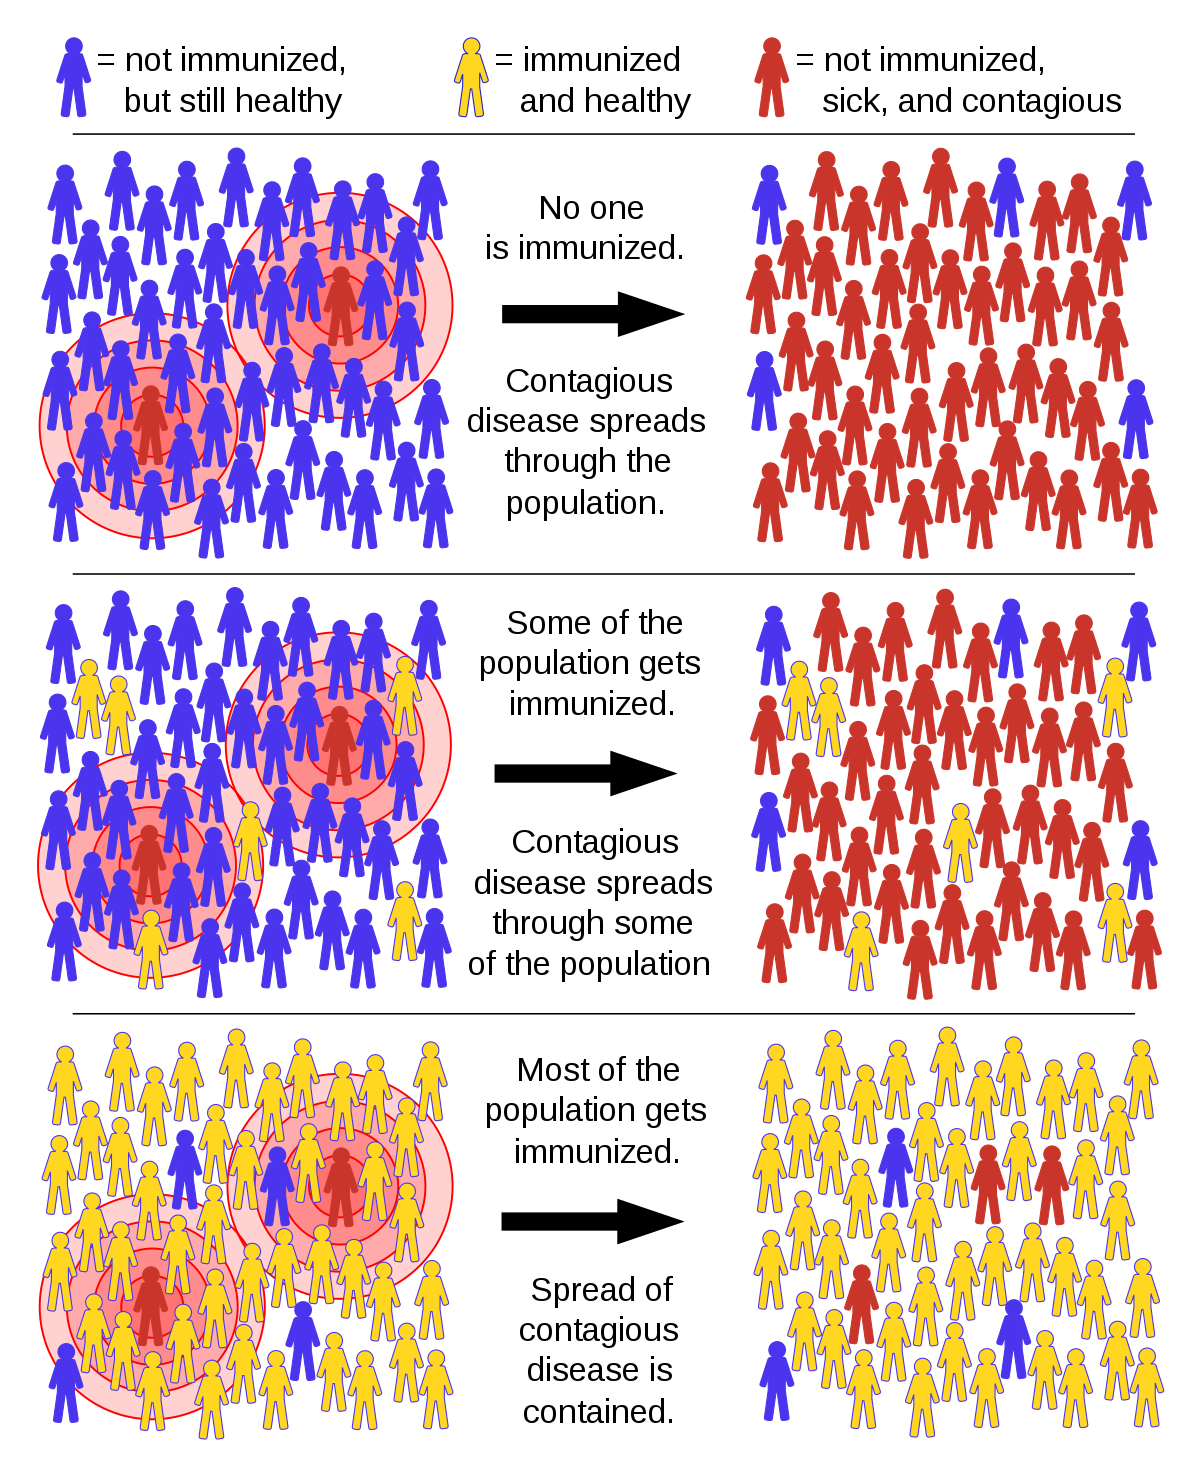 = not immunized,
but still healthy
= immunized
and healthy
= not immunized,
sick, and contagious
No one
is immunized.
Contagious
disease spreads
through the
population.
Some of the
population gets
immunized.
Contagious
disease spreads
through some
of the population
Most of the
population gets
immunized.
Spread of
contagious
disease is
contained.